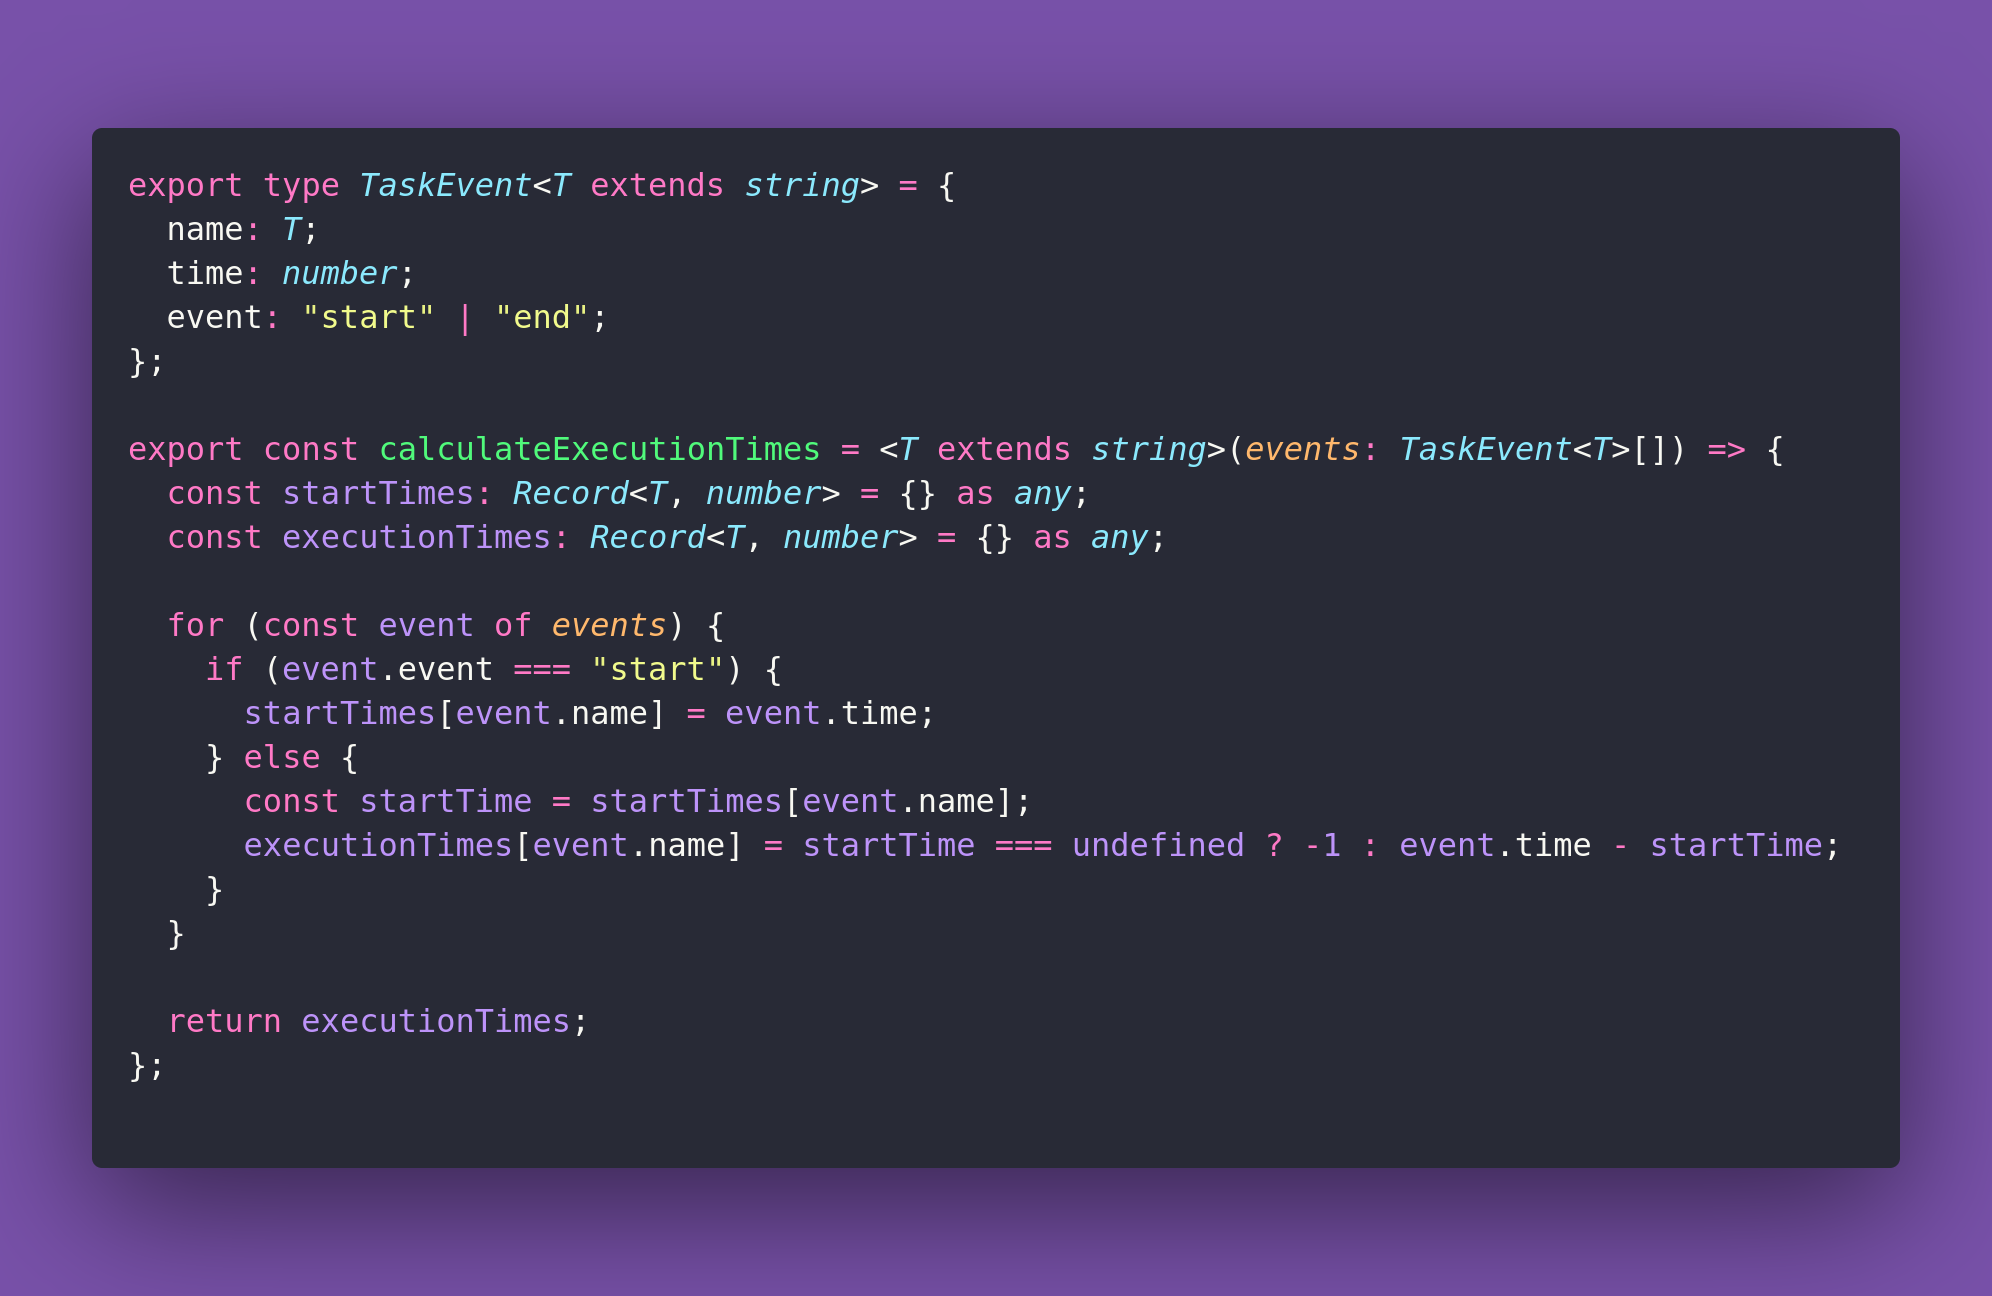 export type TaskEvent<T extends string> = {
  name: T;
  time: number;
  event: "start" | "end";
};

export const calculateExecutionTimes = <T extends string>(events: TaskEvent<T>[]) => {
  const startTimes: Record<T, number> = {} as any;
  const executionTimes: Record<T, number> = {} as any;

  for (const event of events) {
    if (event.event === "start") {
      startTimes[event.name] = event.time;
    } else {
      const startTime = startTimes[event.name];
      executionTimes[event.name] = startTime === undefined ? -1 : event.time - startTime;
    }
  }

  return executionTimes;
};